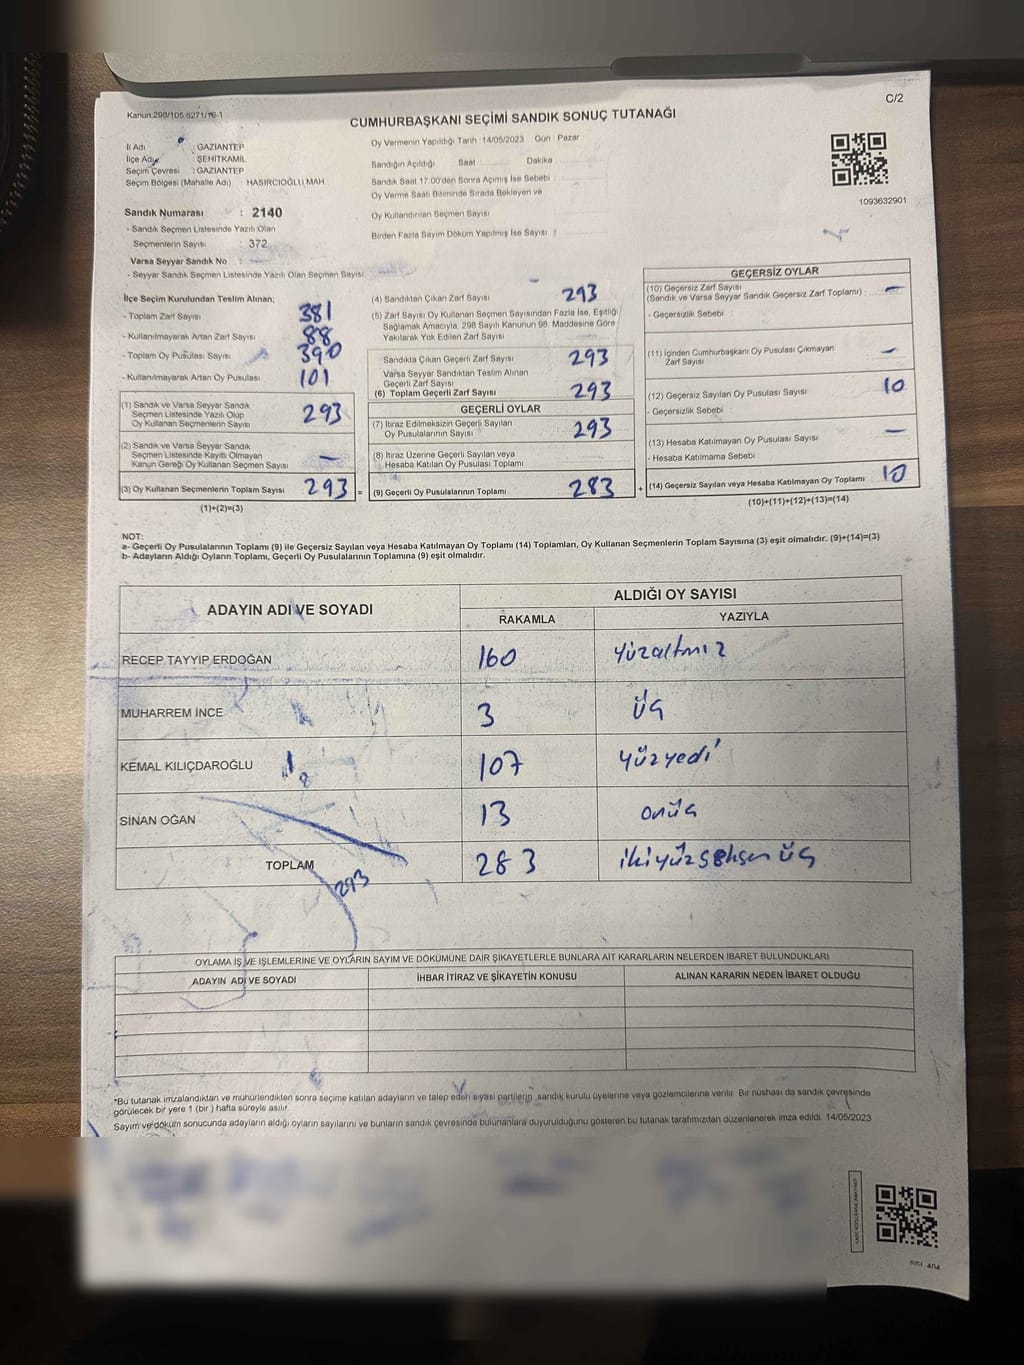 Kanun:298/105,6271/18-1
C/2
CUMHURBAŞKANI SEÇİMİ SANDIK SONUÇ TUTANAĞI
İl Adı : GAZIANTEP
İlçe Adı : ŞEHİTKAMİL
Seçim Çevresi : GAZIANTEP
Seçim Bölgesi (Mahalle Adı) HASIRCIOĞLU MAH
Sandık Numarası : 2140
- Sandık Seçmen Listesinde Yazılı Olan
Seçmenlerin Sayısı : 372
Varsa Seyyar Sandık No :
- Seyyar Sandık Seçmen Listesinde Yazılı Olan Seçmen Sayısı
Oy Vermenin Yapıldığı Tarih :14/05/2023 Gün : Pazar
Sandığın Açıldığı Saat Dakika
Sandık Saat 17:00'den Sonra Açımış İse Sebebi
Oy Verme Saati Bitiminde Sırada Bekleyen ve
Oy Kullandırılan Seçmen Sayısı
Birden Fazla Sayım Döküm Yapılmış İse Sayısı :
1093632901
İlçe Seçim Kurulundan Teslim Alınan;
- Toplam Zarf Sayısı 381
- Kullanılmayarak Artan Zarf Sayısı 88
- Toplam Oy Pusulası Sayısı 390
- Kullanılmayarak Artan Oy Pusulası 101
(1) Sandık ve Varsa Seyyar Sandık
Seçmen Listesinde Yazılı Olup
Oy Kullanan Seçmenlerin Sayısı 293
(2) Sandık ve Varsa Seyyar Sandık
Seçmen Listesinde Kayıtlı Olmayan
Kanun Gereği Oy Kullanan Seçmen Sayısı –
(3) Oy Kullanan Seçmenlerin Toplam Sayısı 293 =
(1)+(2)=(3)
(4) Sandıktan Çıkan Zarf Sayısı 293
(5) Zarf Sayısı Oy Kullanan Seçmen Sayısından Fazla İse, Eşitliği
Sağlamak Amacıyla, 298 Sayılı Kanunun 98. Maddesine Göre
Yakılarak Yok Edilen Zarf Sayısı
Sandıkta Çıkan Geçerli Zarf Sayısı 293
Varsa Seyyar Sandıktan Teslim Alınan
Geçerli Zarf Sayısı
(6) Toplam Geçerli Zarf Sayısı 293
GEÇERLİ OYLAR
(7) İtiraz Edilmeksizin Geçerli Sayılan
Oy Pusulalarının Sayısı 293
(8) İtiraz Üzerine Geçerli Sayılan veya
Hesaba Katılan Oy Pusulası Toplamı
(9) Geçerli Oy Pusulalarının Toplamı 283 +
GEÇERSİZ OYLAR
(10) Geçersiz Zarf Sayısı
(Sandık ve Varsa Seyyar Sandık Geçersiz Zarf Toplamı) : –
- Geçersizlik Sebebi :
(11) İçinden Cumhurbaşkanı Oy Pusulası Çıkmayan
Zarf Sayısı –
(12) Geçersiz Sayılan Oy Pusulası Sayısı 10
- Geçersizlik Sebebi :
(13) Hesaba Katılmayan Oy Pusulası Sayısı –
- Hesaba Katılmama Sebebi
(14) Geçersiz Sayılan veya Hesaba Katılmayan Oy Toplamı 10
(10)+(11)+(12)+(13)=(14)
NOT:
a- Geçerli Oy Pusulalarının Toplamı (9) ile Geçersiz Sayılan veya Hesaba Katılmayan Oy Toplamı (14) Toplamları, Oy Kullanan Seçmenlerin Toplam Sayısına (3) eşit olmalıdır. (9)+(14)=(3)
b- Adayların Aldığı Oyların Toplamı, Geçerli Oy Pusulalarının Toplamına (9) eşit olmalıdır.
ADAYIN ADI VE SOYADI
ALDIĞI OY SAYISI
RAKAMLA YAZIYLA
RECEP TAYYİP ERDOĞAN 160 yüzaltmız
MUHARREM İNCE 3 üç
KEMAL KILIÇDAROĞLU 107 yüzyedi
SİNAN OĞAN 13 onüç
TOPLAM 283 ikiyüzseksen üç
293
OYLAMA İŞ VE İŞLEMLERİNE VE OYLARIN SAYIM VE DÖKÜMÜNE DAİR ŞİKAYETLERLE BUNLARA AİT KARARLARIN NELERDEN İBARET BULUNDUKLARI
ADAYIN ADI VE SOYADI İHBAR İTİRAZ VE ŞİKAYETİN KONUSU ALINAN KARARIN NEDEN İBARET OLDUĞU
*Bu tutanak imzalandıktan ve mühürlendikten sonra seçime katılan adayların ve talep eden siyasi partilerin sandık kurulu üyelerine veya gözlemcilerine verilir. Bir nüshası da sandık çevresinde
görülecek bir yere 1 (bir) hafta süreyle asılır.
Sayım ve döküm sonucunda adayların aldığı oyların sayılarını ve bunların sandık çevresinde bulunanlara duyurulduğunu gösteren bu tutanak tarafımızdan düzenlenerek imza edildi. 14/05/2023